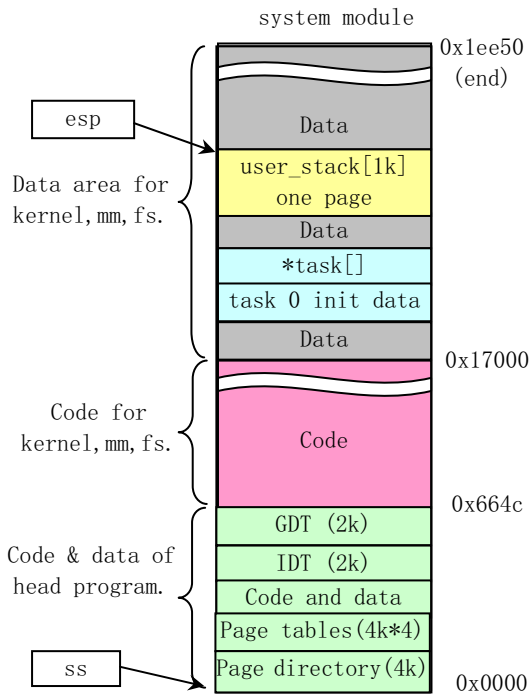 system module
0x1ee50
(end)
esp
Data
user_stack[1k]
one page
Data area for
kernel,mm,fs.
Data
*task[]
task 0 init data
Data
0x17000
Code for
kernel,mm,fs.
Code
0x664c
GDT (2k)
IDT (2k)
Code & data of
head program.
Code and data
Page tables(4k*4)
ss
Page directory(4k)
0x0000